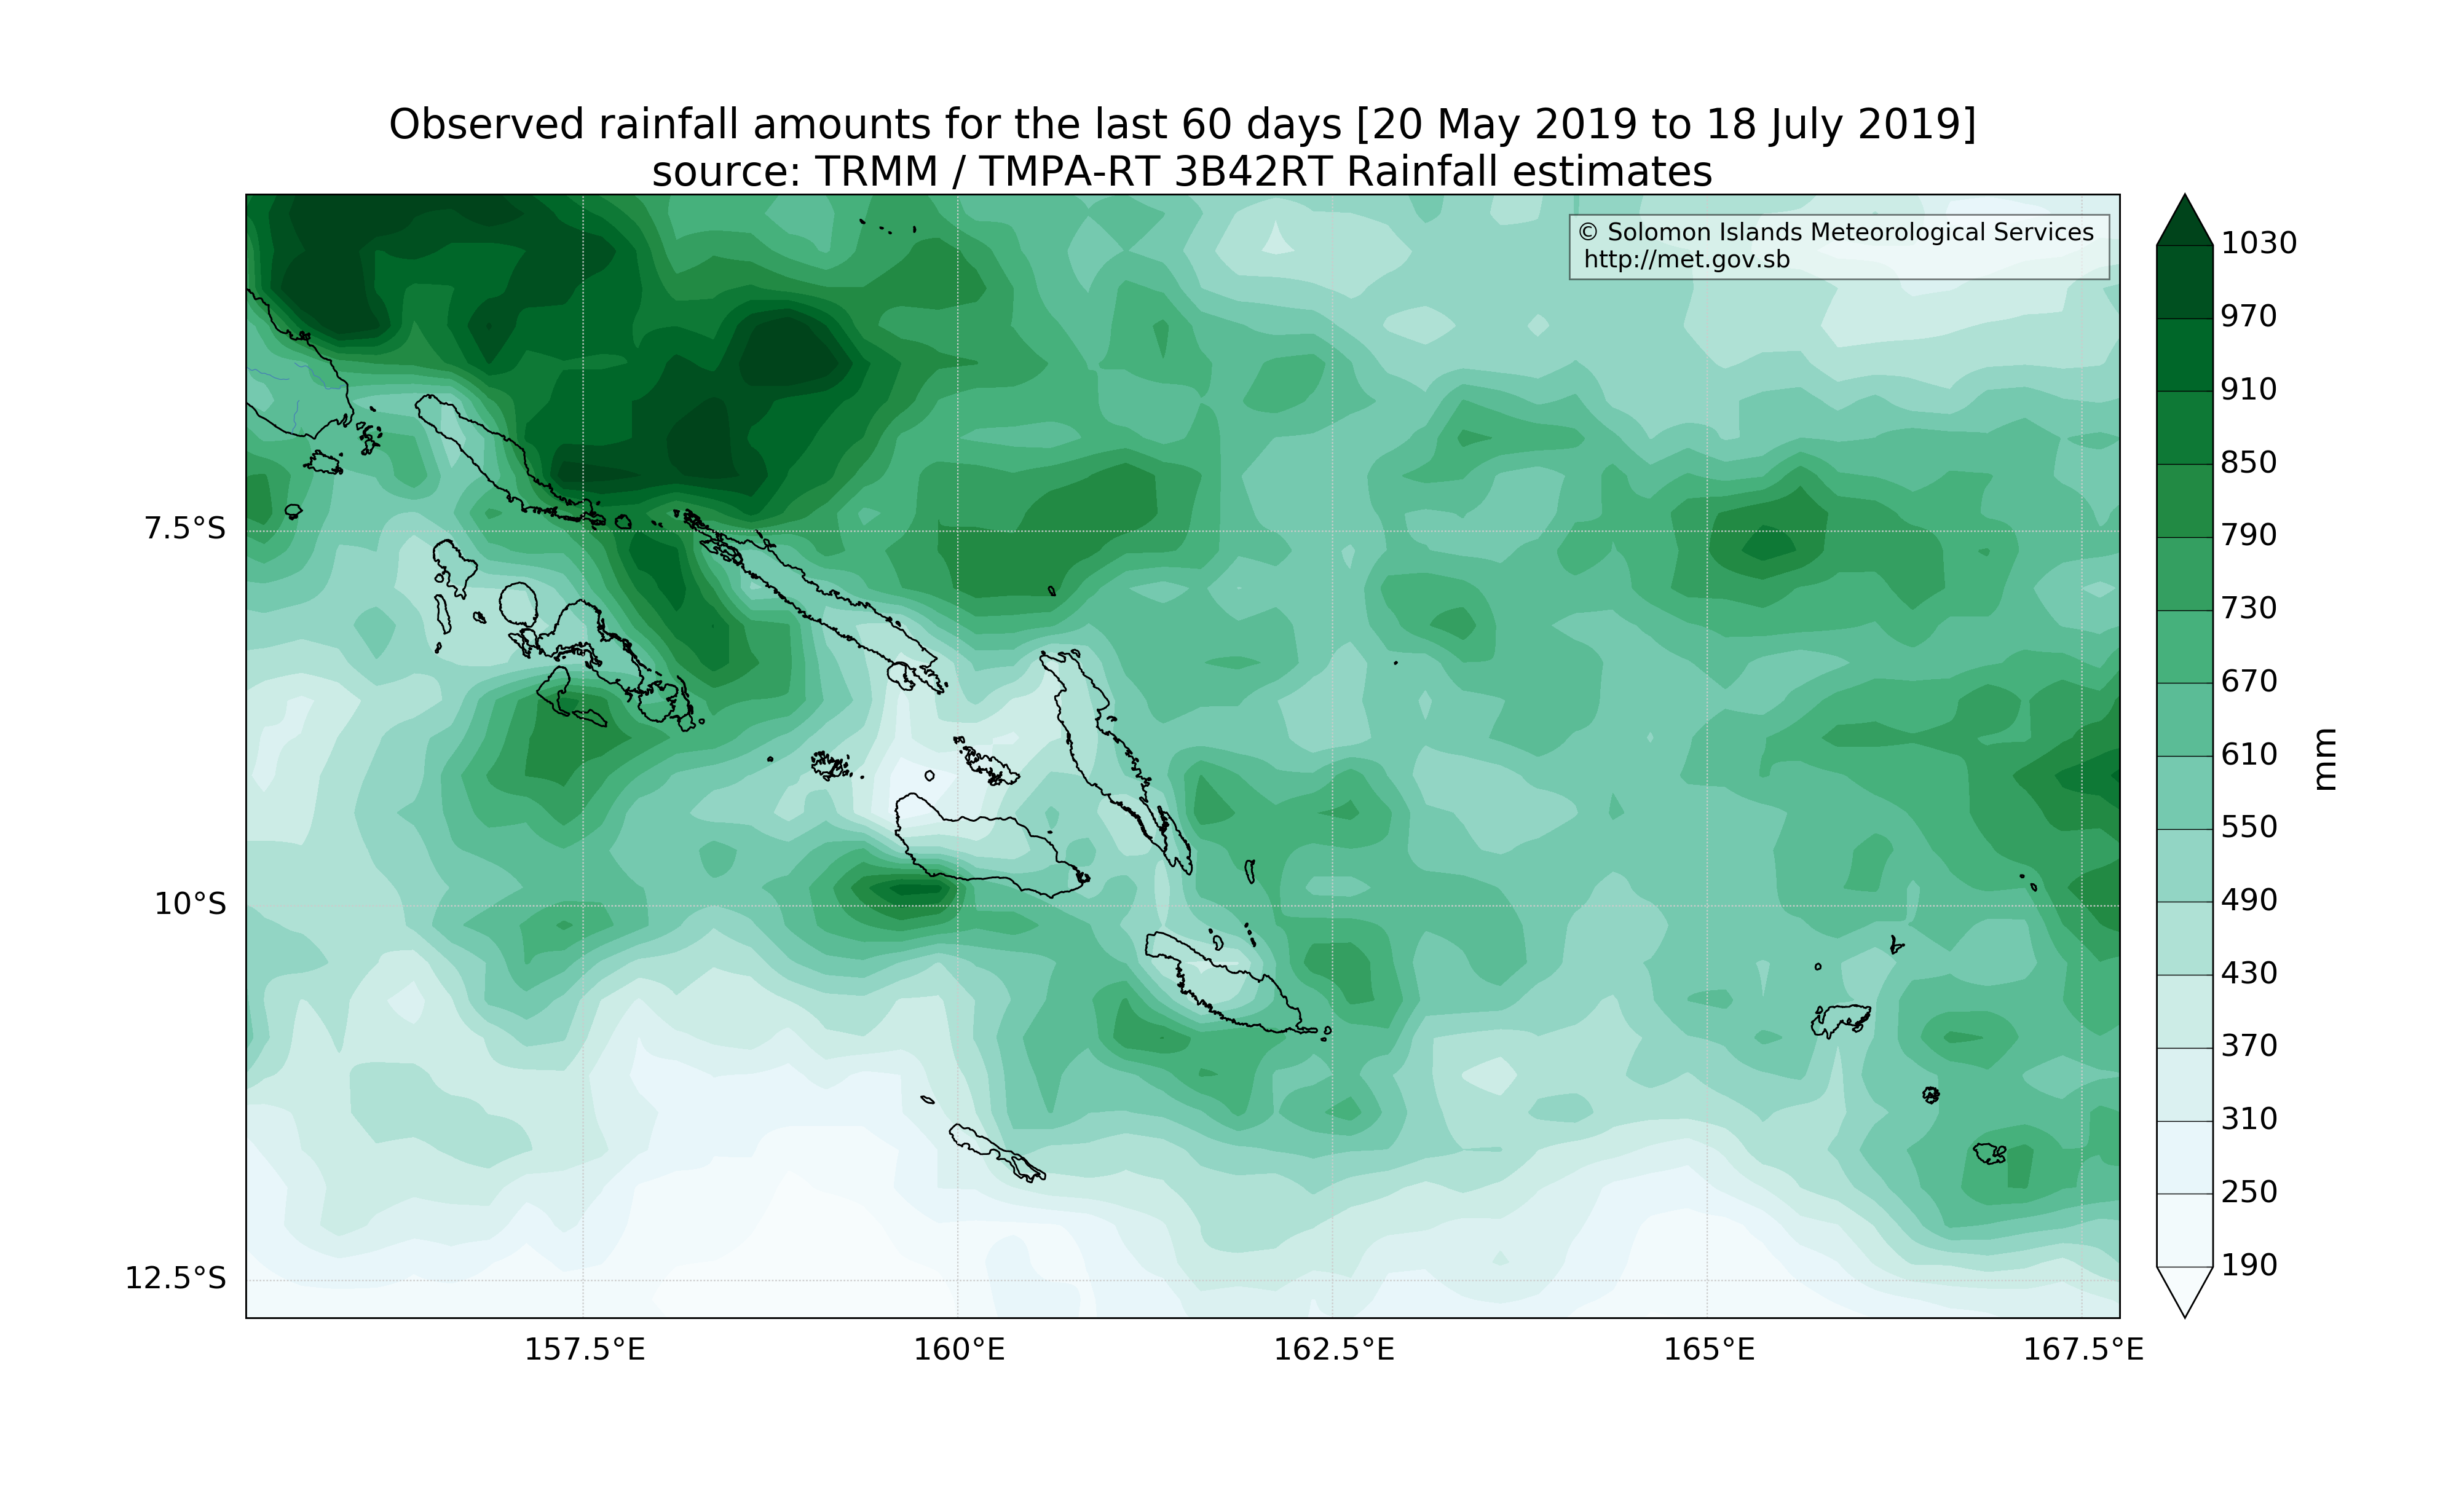 Observed rainfall amounts for the last 60 days [20 May 2019 to 18 July 2019]
source: TRMM / TMPA-RT 3B42RT Rainfall estimates
© Solomon Islands Meteorological Services
http://met.gov.sb
7.5°S
10°S
12.5°S
157.5°E
160°E
162.5°E
165°E
167.5°E
1030
970
910
850
790
730
670
610
550
490
430
370
310
250
190
mm